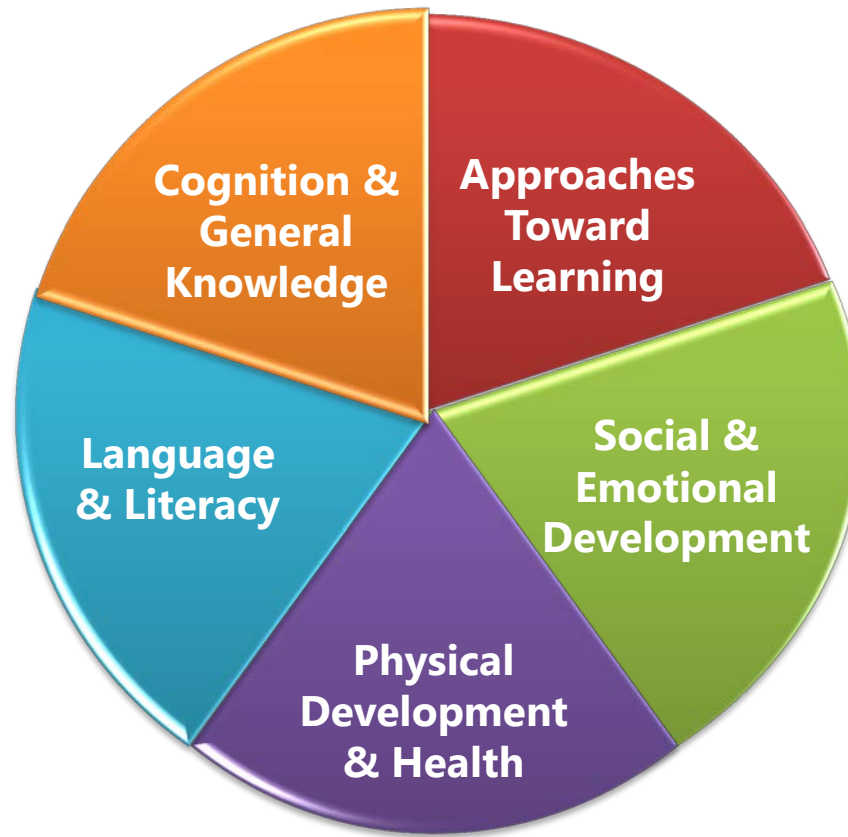 Cognition &
General
Knowledge
Approaches
Toward
Learning
Social &
Emotional
Development
Physical
Development
& Health
Language
& Literacy